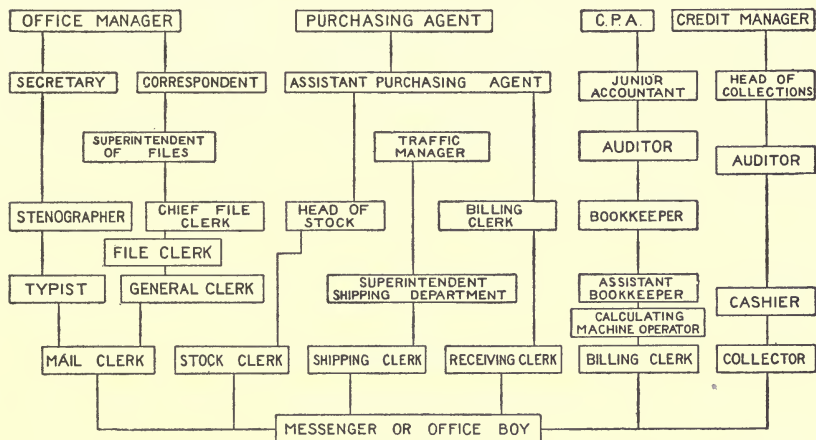 OFFICE MANAGER
PURCHASING AGENT
C.P.A.
CREDIT MANAGER
SECRETARY
CORRESPONDENT
ASSISTANT PURCHASING AGENT
JUNIOR
ACCOUNTANT
HEAD OF
COLLECTIONS
SUPERINTENDENT
OF FILES
TRAFFIC
MANAGER
AUDITOR
AUDITOR
STENOGRAPHER
CHIEF FILE
CLERK
HEAD OF
STOCK
BILLING
CLERK
BOOKKEEPER
FILE CLERK
TYPIST
GENERAL CLERK
SUPERINTENDENT
SHIPPING DEPARTMENT
ASSISTANT
BOOKKEEPER
CASHIER
CALCULATING
MACHINE OPERATOR
MAIL CLERK
STOCK CLERK
SHIPPING CLERK
RECEIVING CLERK
BILLING CLERK
COLLECTOR
MESSENGER OR OFFICE BOY